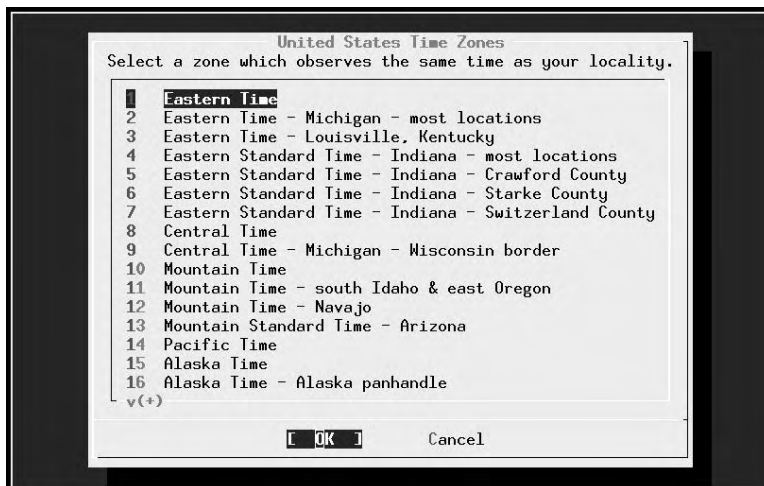 United States Time Zones
Select a zone which observes the same time as your locality.
1 Eastern Time
2 Eastern Time - Michigan - most locations
3 Eastern Time - Louisville, Kentucky
4 Eastern Standard Time - Indiana - most locations
5 Eastern Standard Time - Indiana - Crawford County
6 Eastern Standard Time - Indiana - Starke County
7 Eastern Standard Time - Indiana - Switzerland County
8 Central Time
9 Central Time - Michigan - Wisconsin border
10 Mountain Time
11 Mountain Time - south Idaho & east Oregon
12 Mountain Time - Navajo
13 Mountain Standard Time - Arizona
14 Pacific Time
15 Alaska Time
16 Alaska Time - Alaska panhandle
v(+)
[ OK ] Cancel